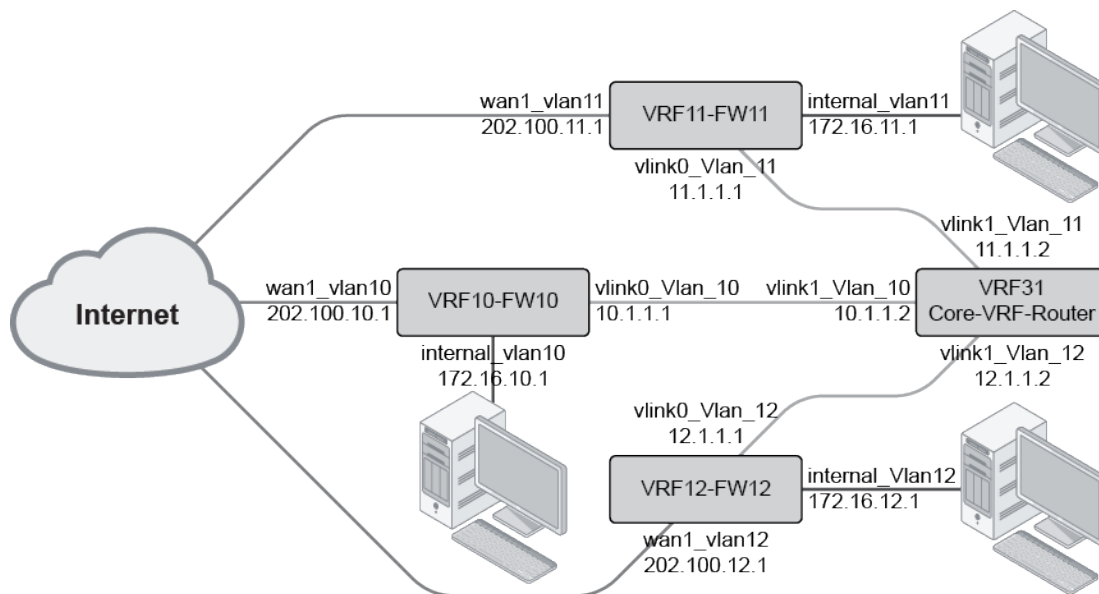 wan1_vlan11
202.100.11.1
VRF11-FW11
internal_vlan11
172.16.11.1
vlink0_Vlan_11
11.1.1.1
vlink1_Vlan_11
11.1.1.2
Internet
wan1_vlan10
202.100.10.1
VRF10-FW10
vlink0_Vlan_10
10.1.1.1
vlink1_Vlan_10
10.1.1.2
VRF31
Core-VRF-Router
internal_vlan10
172.16.10.1
vlink1_Vlan_12
12.1.1.2
vlink0_Vlan_12
12.1.1.1
VRF12-FW12
internal_Vlan12
172.16.12.1
wan1_vlan12
202.100.12.1